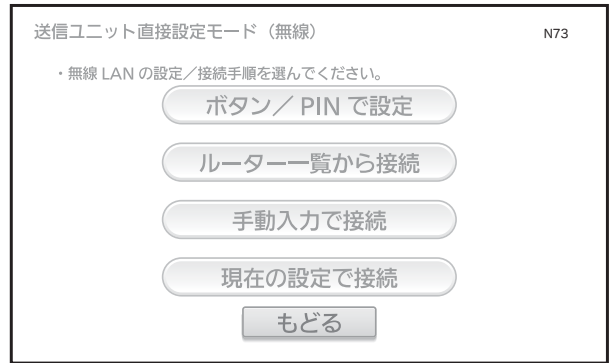 送信ユニット直接設定モード（無線） N73
・無線 LAN の設定／接続手順を選んでください。
ボタン／ PIN で設定
ルーター一覧から接続
手動入力で接続
現在の設定で接続
もどる